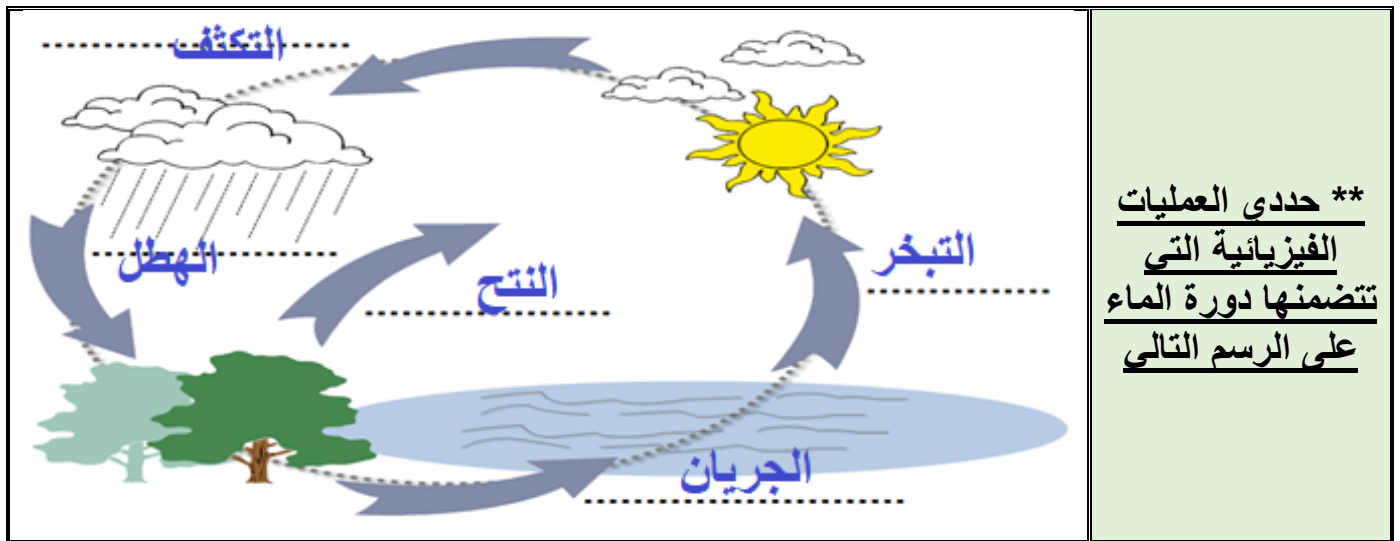 ** حددي العمليات
الفيزيائية التي
تتضمنها دورة الماء
على الرسم التالي
التكثف
التبخر
النتح
الهطل
الجريان